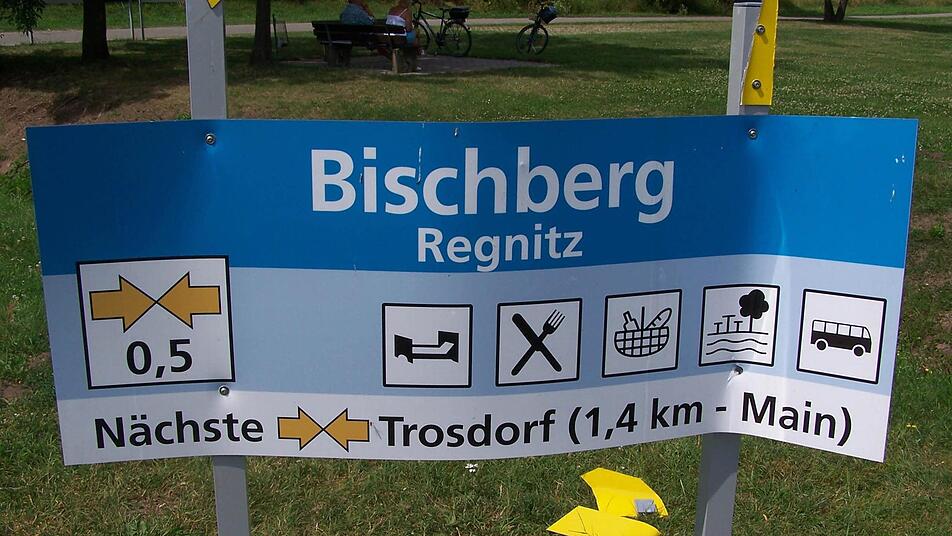 Bischberg
Regnitz
0,5
Nächste Trosdorf (1,4 km - Main)